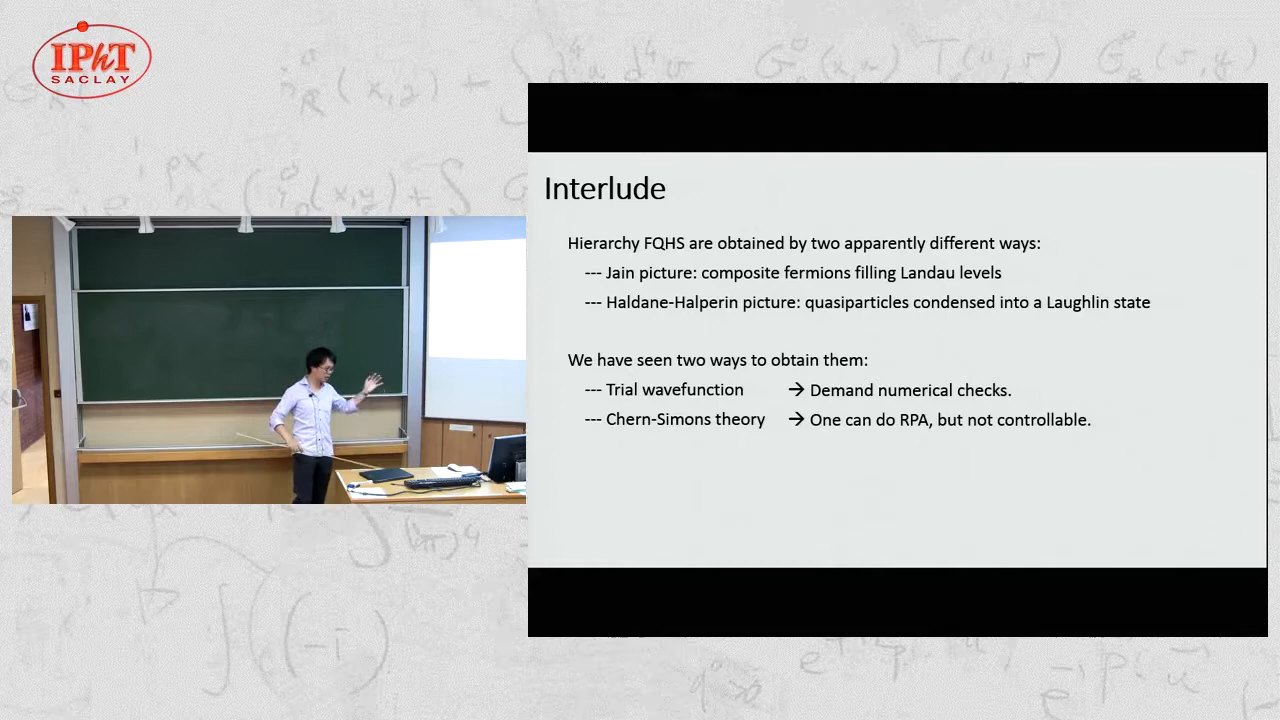 IPhT
SACLAY
Interlude
Hierarchy FQHS are obtained by two apparently different ways:
--- Jain picture: composite fermions filling Landau levels
--- Haldane-Halperin picture: quasiparticles condensed into a Laughlin state
We have seen two ways to obtain them:
--- Trial wavefunction → Demand numerical checks.
--- Chern-Simons theory → One can do RPA, but not controllable.